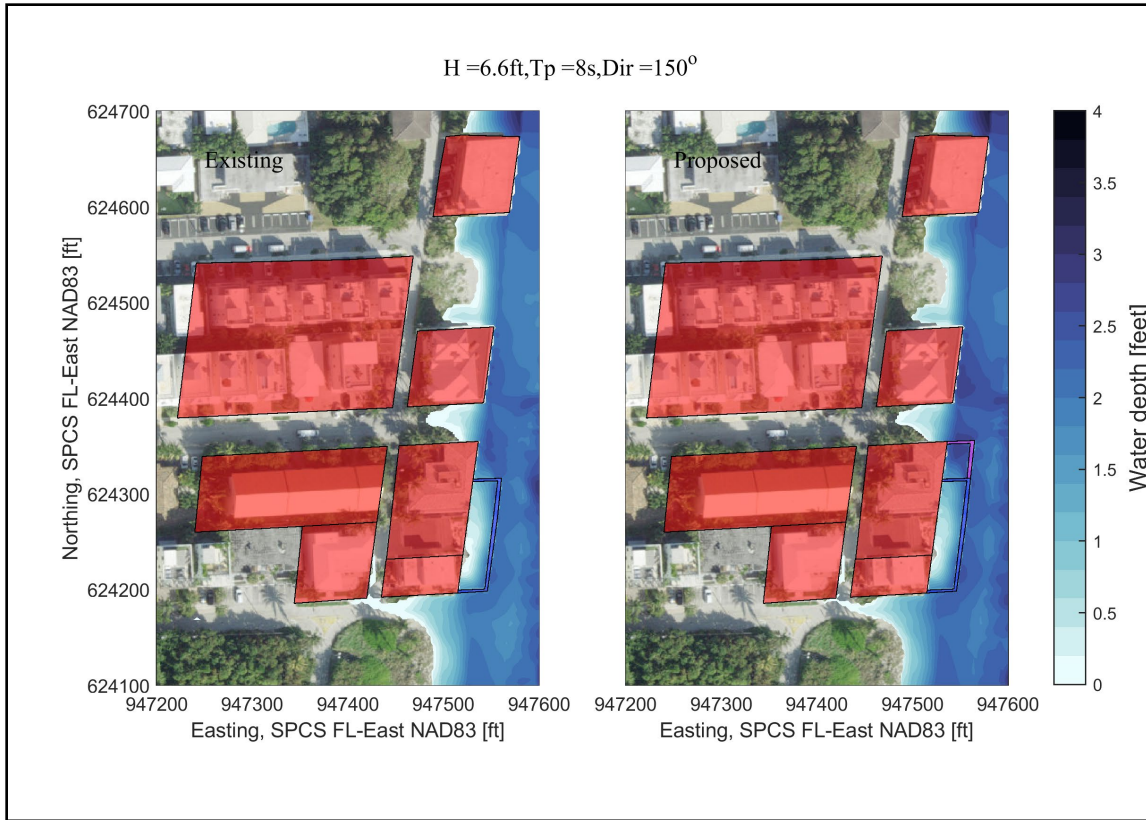 H =6.6ft,Tp =8s,Dir =150°
Existing
Proposed
Northing, SPCS FL-East NAD83 [ft]
624700
624600
624500
624400
624300
624200
624100
947200 947300 947400 947500 947600
Easting, SPCS FL-East NAD83 [ft]
947200 947300 947400 947500 947600
Easting, SPCS FL-East NAD83 [ft]
4
3.5
3
2.5
2
1.5
1
0.5
0
Water depth [feet]